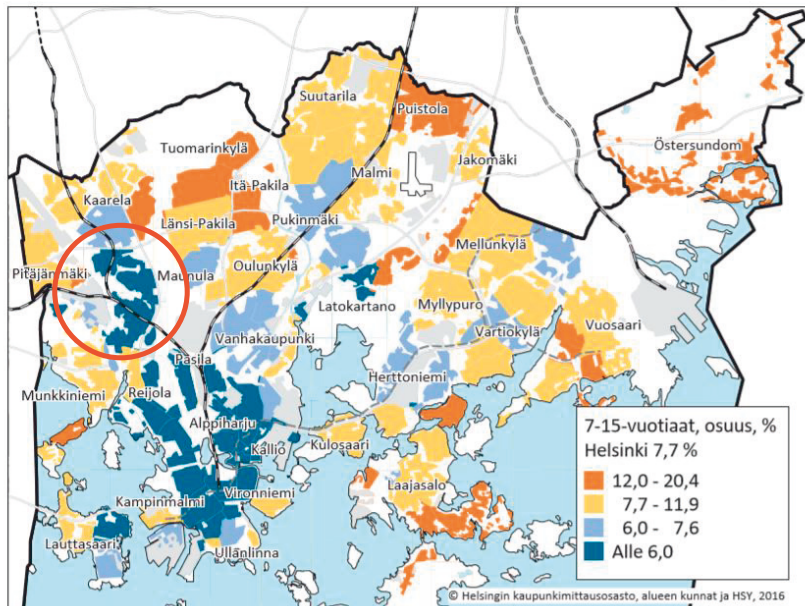 Suutarila
Puistola
Östersundom
Tuomarinkylä
Itä-Pakila
Malmi
Jakomäki
Kaarela
Länsi-Pakila
Pukinmäki
Mellunkylä
Pitäjänmäki
Maunula
Oulunkylä
Latokartano
Myllypuro
Vuosaari
Vartiokylä
Vanhakaupunki
Pasila
Herttoniemi
Munkkiniemi
Reijola
Alppiharju
Kallio
Kulosaari
Vironniemi
Laajasalo
Kampinmalmi
Lauttasaari
Ullanlinna
7-15-vuotiaat, osuus, %
Helsinki 7,7 %
12,0 - 20,4
7,7 - 11,9
6,0 - 7,6
Alle 6,0
© Helsingin kaupunkimittausosasto, alueen kunnat ja HSY, 2016